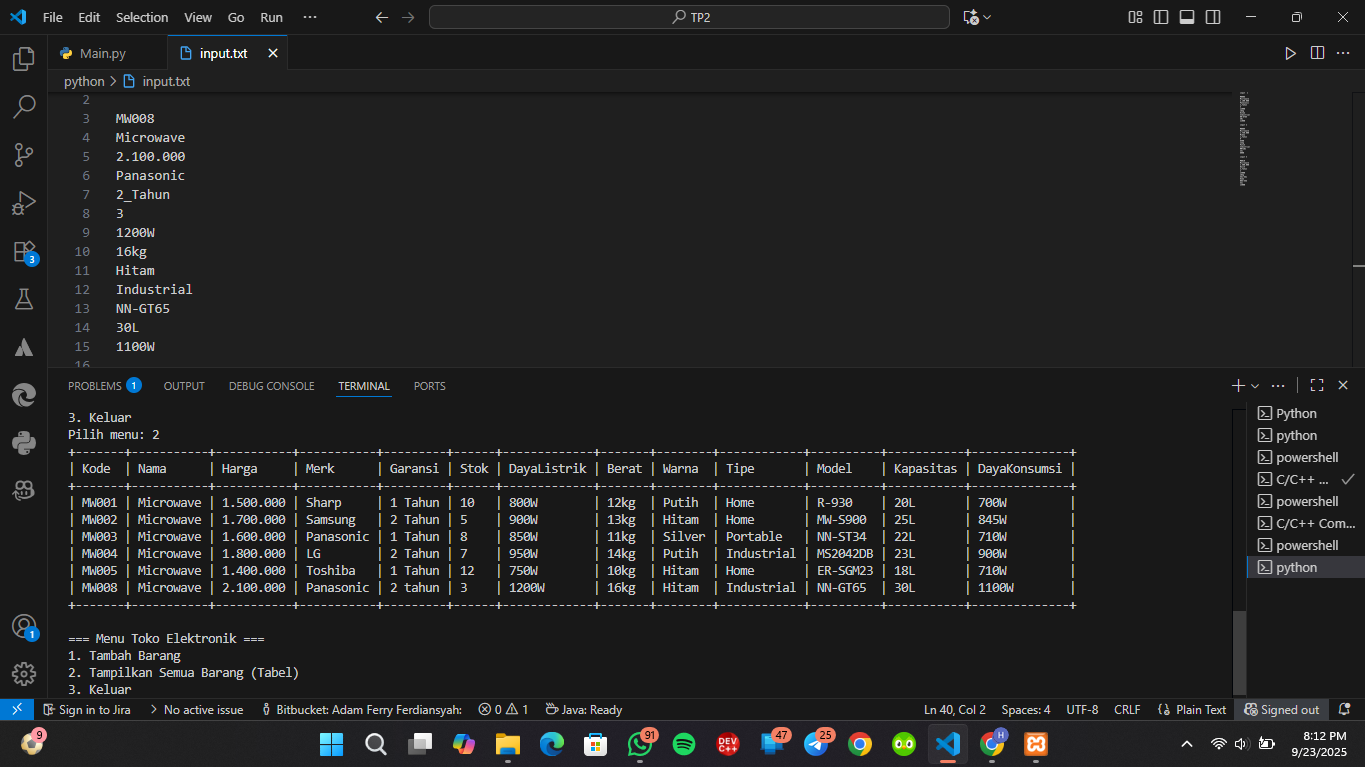 File Edit Selection View Go Run ··· TP2
Main.py input.txt
python > input.txt
2
3 MW008
4 Microwave
5 2.100.000
6 Panasonic
7 2_Tahun
8 3
9 1200W
10 16kg
11 Hitam
12 Industrial
13 NN-GT65
14 30L
15 1100W
16
PROBLEMS 1 OUTPUT DEBUG CONSOLE TERMINAL PORTS
3. Keluar
Pilih menu: 2
+-------+-----------+-----------+-----------+---------+------+------------+-------+--------+------------+----------+-----------+-------------+
| Kode | Nama | Harga | Merk | Garansi | Stok | DayaListrik | Berat | Warna | Tipe | Model | Kapasitas | DayaKonsumsi |
| MW001 | Microwave | 1.500.000 | Sharp | 1 Tahun | 10 | 800W | 12kg | Putih | Home | R-930 | 20L | 700W |
| MW002 | Microwave | 1.700.000 | Samsung | 2 Tahun | 5 | 900W | 13kg | Hitam | Home | MW-S900 | 25L | 845W |
| MW003 | Microwave | 1.600.000 | Panasonic | 1 Tahun | 8 | 850W | 11kg | Silver | Portable | NN-ST34 | 22L | 710W |
| MW004 | Microwave | 1.800.000 | LG | 2 Tahun | 7 | 950W | 14kg | Putih | Industrial | MS2042DB | 23L | 900W |
| MW005 | Microwave | 1.400.000 | Toshiba | 1 Tahun | 12 | 750W | 10kg | Hitam | Home | ER-SGM23 | 18L | 710W |
| MW008 | Microwave | 2.100.000 | Panasonic | 2 tahun | 3 | 1200W | 16kg | Hitam | Industrial | NN-GT65 | 30L | 1100W |
=== Menu Toko Elektronik ===
1. Tambah Barang
2. Tampilkan Semua Barang (Tabel)
3. Keluar
Python
python
powershell
C/C++ ...
powershell
C/C++ Com...
powershell
python
3
1
Sign in to Jira No active issue Bitbucket: Adam Ferry Ferdiansyah: 0 1 Java: Ready Ln 40, Col 2 Spaces: 4 UTF-8 CRLF {} Plain Text Signed out
9 91 DEV C++ 47 25 H
8:12 PM
9/23/2025